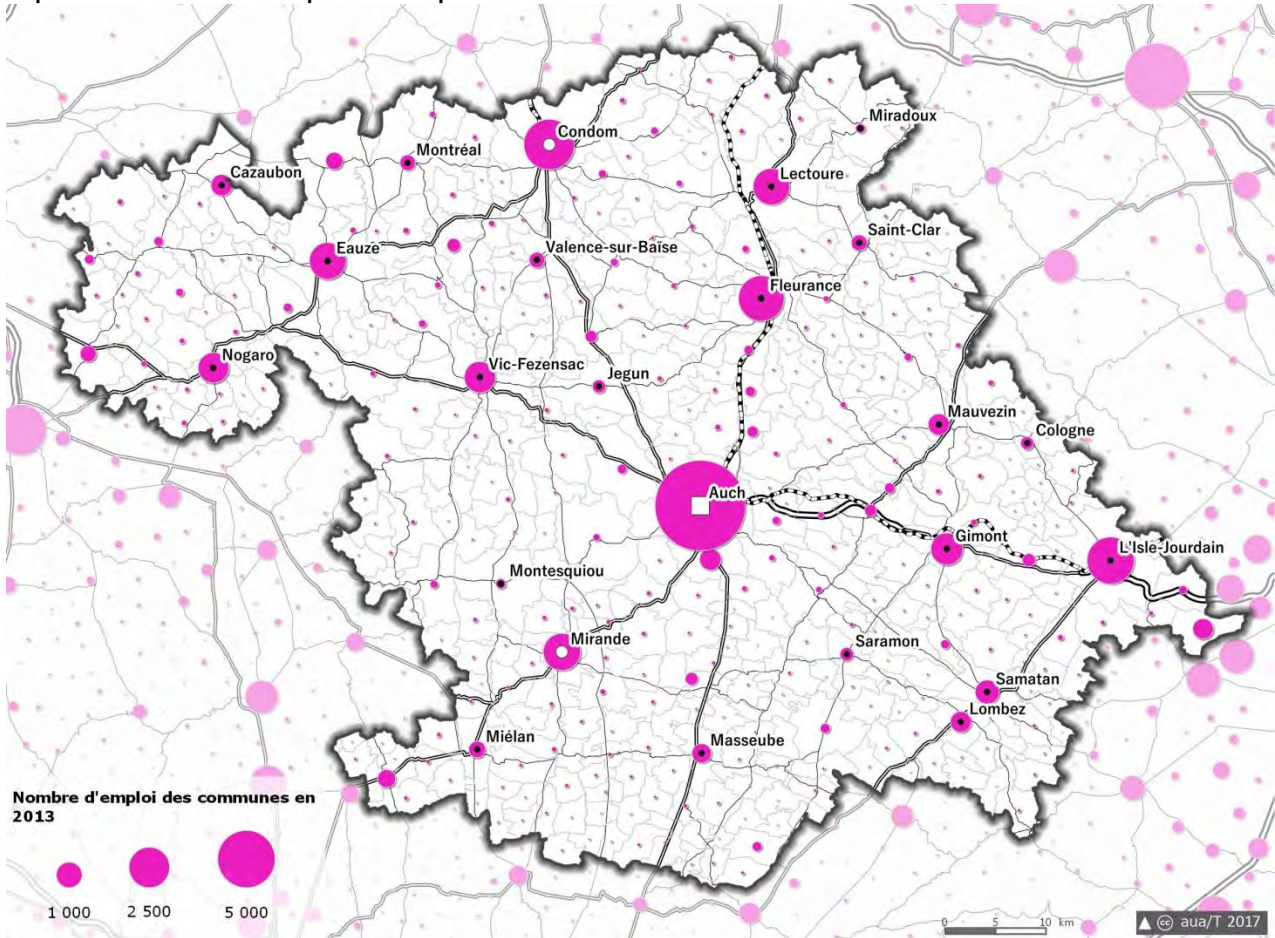 Condom
Miradoux
Montréal
Cazaubon
Lectoure
Saint-Clar
Eauze
Valence-sur-Baïse
Fleurance
Nogaro
Vic-Fezensac
Jegun
Mauvezin
Cologne
Auch
Gimont
L'Isle-Jourdain
Montesquiou
Mirande
Saramon
Samatan
Lombez
Miélan
Masseube
Nombre d'emploi des communes en
2013
1 000
2 500
5 000
0 5 10 km
cc aua/T 2017